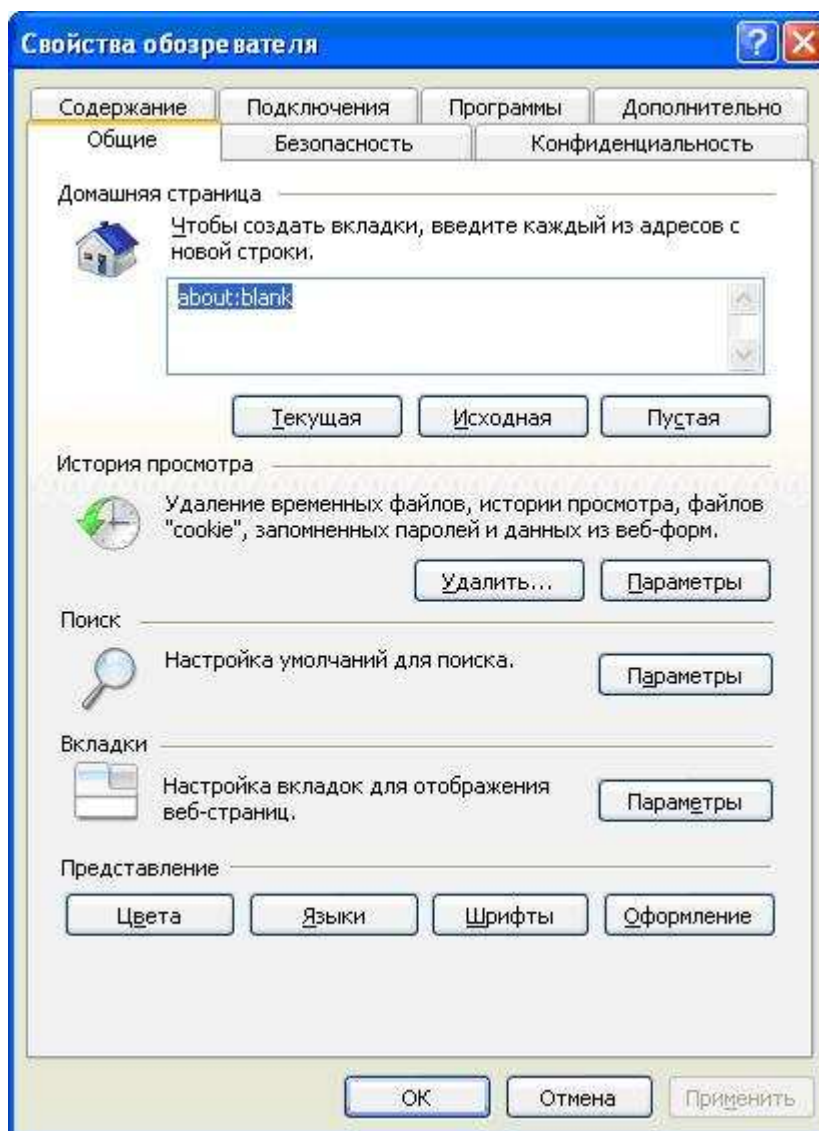 Свойства обозревателя
Содержание Подключения Программы Дополнительно
Общие Безопасность Конфиденциальность
Домашняя страница
Чтобы создать вкладки, введите каждый из адресов с
новой строки.
about:blank
Текущая Исходная Пустая
История просмотра
Удаление временных файлов, истории просмотра, файлов
"cookie", запомненных паролей и данных из веб-форм.
Удалить... Параметры
Поиск
Настройка умолчаний для поиска.
Параметры
Вкладки
Настройка вкладок для отображения
веб-страниц.
Параметры
Представление
Цвета Языки Шрифты Оформление
ОК Отмена Применить